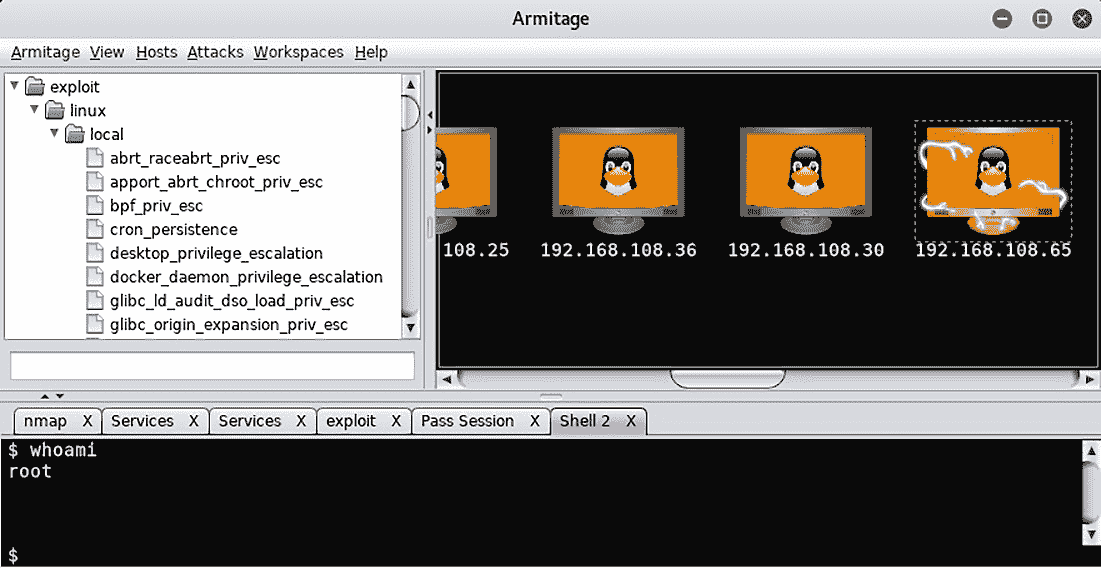 Armitage
Armitage View Hosts Attacks Workspaces Help
exploit
linux
local
abrt_raceabrt_priv_esc
apport_abrt_chroot_priv_esc
bpf_priv_esc
cron_persistence
desktop_privilege_escalation
docker_daemon_privilege_escalation
glibc_ld_audit_dso_load_priv_esc
glibc_origin_expansion_priv_esc
108.25 192.168.108.36 192.168.108.30 192.168.108.65
nmap X Services X Services X exploit X Pass Session X Shell 2 X
$ whoami
root
$